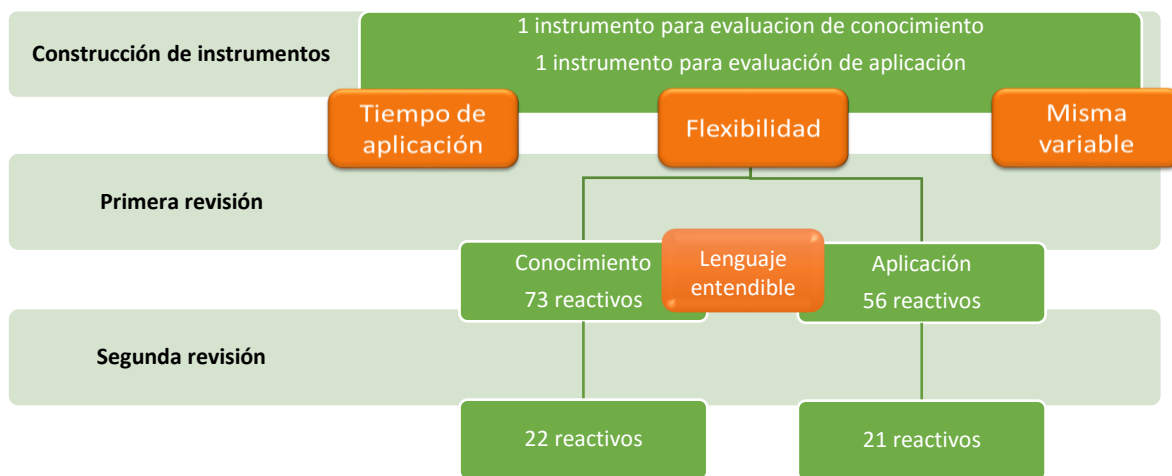 Construcción de instrumentos
1 instrumento para evaluacion de conocimiento
1 instrumento para evaluación de aplicación
Tiempo de
aplicación
Flexibilidad
Misma
variable
Primera revisión
Conocimiento
73 reactivos
Lenguaje
entendible
Aplicación
56 reactivos
Segunda revisión
22 reactivos
21 reactivos